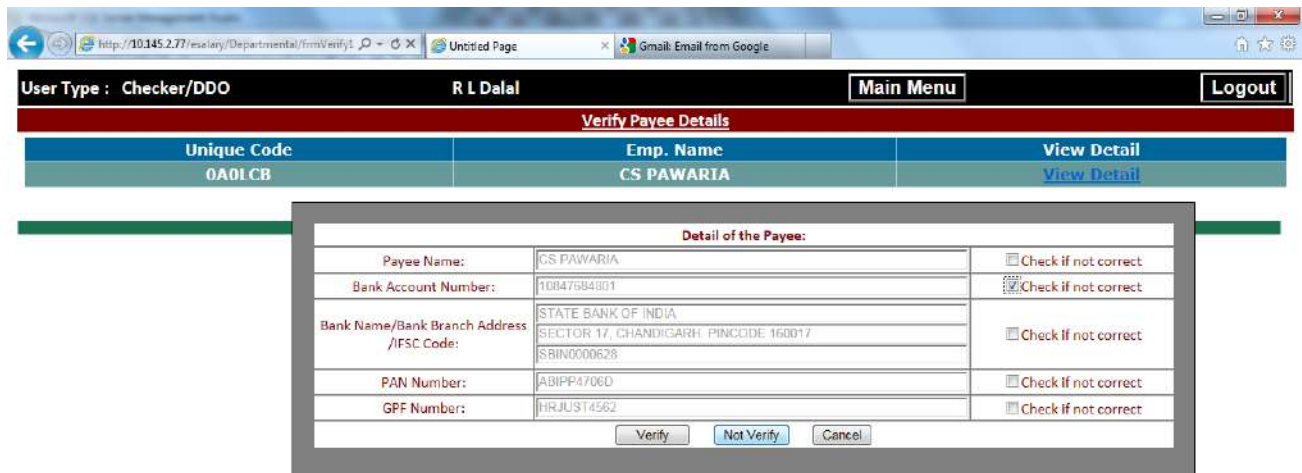 http://10.145.2.77/esalary/Departmental/frmVerify1 Untitled Page Gmail: Email from Google
User Type : Checker/DDO R L Dalal Main Menu Logout
Verify Payee Details
Unique Code Emp. Name View Detail
0A0LCB CS PAWARIA View Detail
Detail of the Payee:
Payee Name: CS PAWARIA Check if not correct
Bank Account Number: 10847684801 Check if not correct
Bank Name/Bank Branch Address
/IFSC Code:
STATE BANK OF INDIA
SECTOR 17, CHANDIGARH. PINCODE 160017
SBIN0000628
Check if not correct
PAN Number: ABIPP4706D Check if not correct
GPF Number: HRJUST4562 Check if not correct
Verify Not Verify Cancel